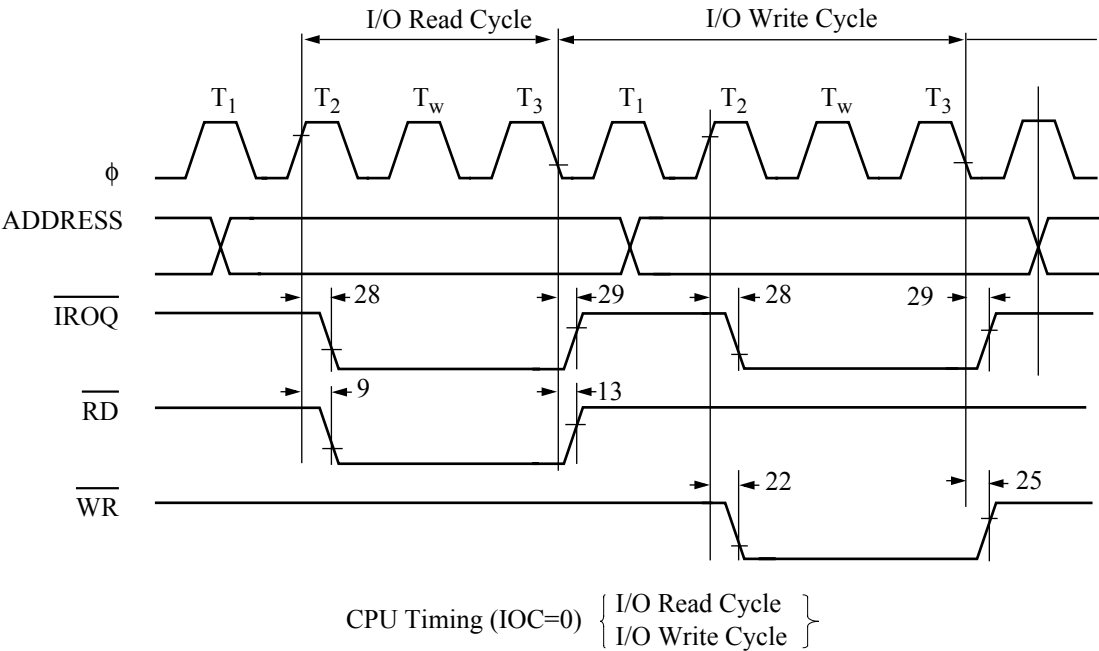 I/O Read Cycle I/O Write Cycle
T1 T2 Tw T3 T1 T2 Tw T3
ϕ
ADDRESS
IROQ 28 29 28 29
RD 9 13
WR 22 25
CPU Timing (IOC=0) { I/O Read Cycle }
I/O Write Cycle